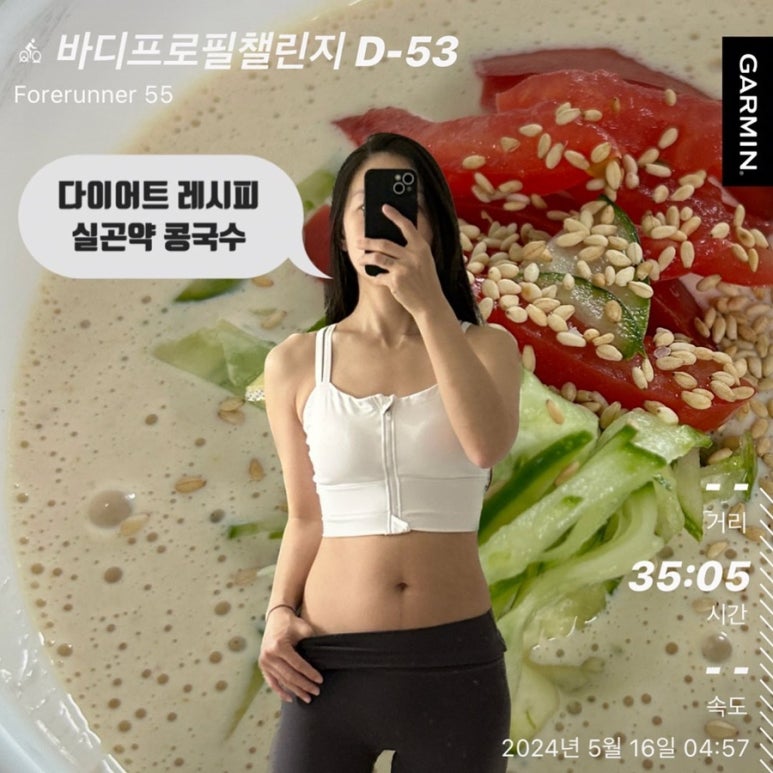 바디프로필챌린지 D-53
Forerunner 55
GARMIN
다이어트 레시피
실곤약 콩국수
-- 
거리
35:05
시간
--
속도
2024년 5월 16일 04:57